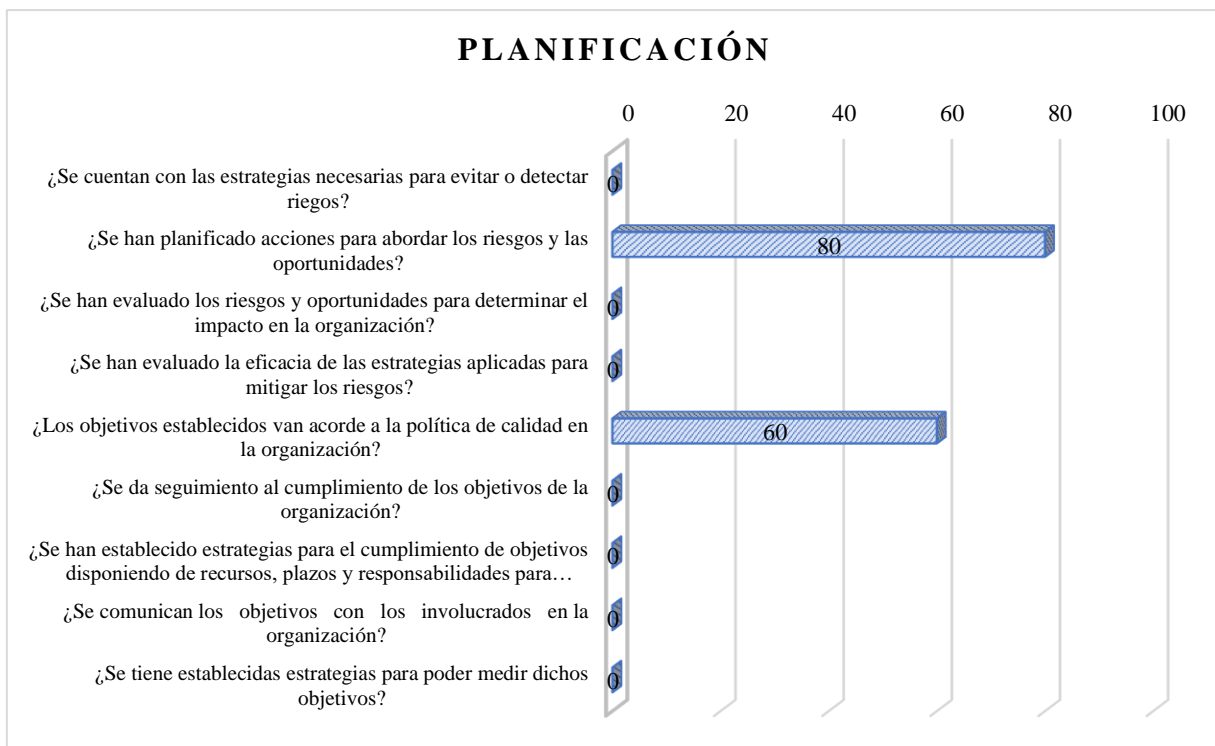 PLANIFICACIÓN
0 20 40 60 80 100
¿Se cuentan con las estrategias necesarias para evitar o detectar
riegos?
0
¿Se han planificado acciones para abordar los riesgos y las
oportunidades?
80
¿Se han evaluado los riesgos y oportunidades para determinar el
impacto en la organización?
0
¿Se han evaluado la eficacia de las estrategias aplicadas para
mitigar los riesgos?
0
¿Los objetivos establecidos van acorde a la política de calidad en
la organización?
60
¿Se da seguimiento al cumplimiento de los objetivos de la
organización?
0
¿Se han establecido estrategias para el cumplimiento de objetivos
disponiendo de recursos, plazos y responsabilidades para…
0
¿Se comunican los objetivos con los involucrados en la
organización?
0
¿Se tiene establecidas estrategias para poder medir dichos
objetivos?
0